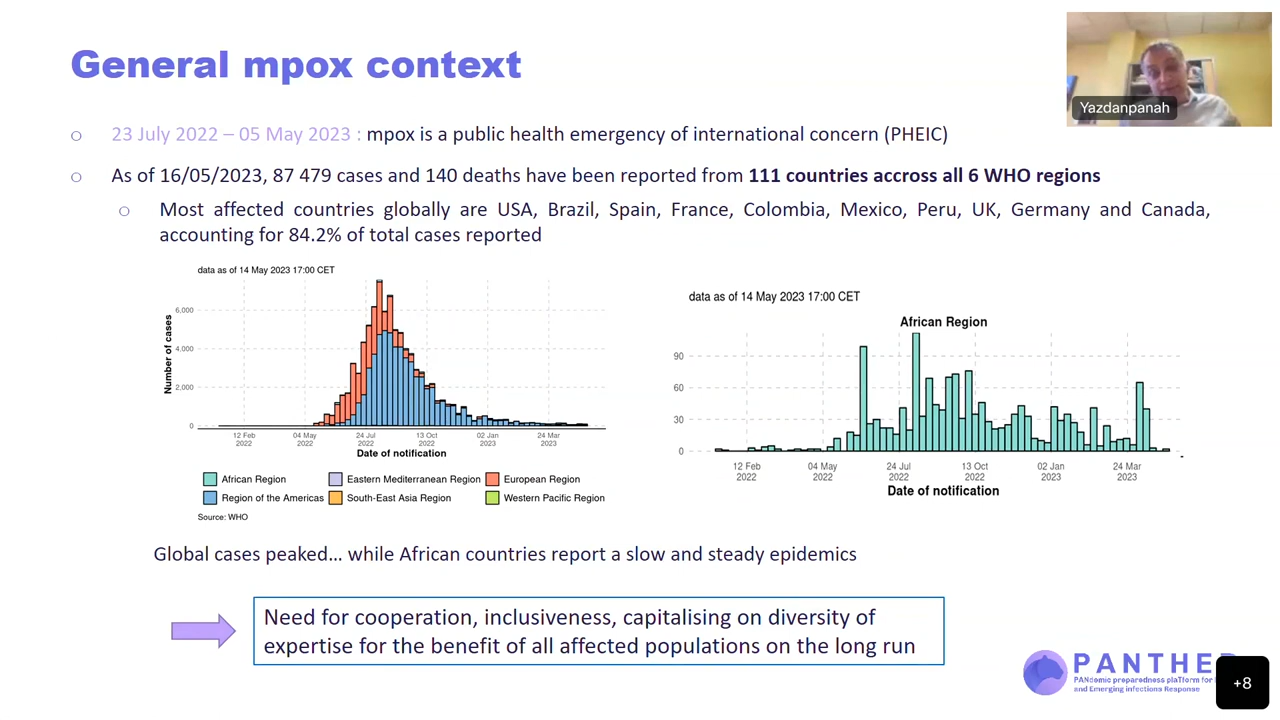 General mpox context
Yazdanpanah
○ 23 July 2022 – 05 May 2023 : mpox is a public health emergency of international concern (PHEIC)
○ As of 16/05/2023, 87 479 cases and 140 deaths have been reported from 111 countries accross all 6 WHO regions
○ Most affected countries globally are USA, Brazil, Spain, France, Colombia, Mexico, Peru, UK, Germany and Canada,
accounting for 84.2% of total cases reported
data as of 14 May 2023 17:00 CET
Number of cases
6,000
4,000
2,000
0
12 Feb 2022
04 May 2022
24 Jul 2022
13 Oct 2022
02 Jan 2023
24 Mar 2023
Date of notification
African Region
Eastern Mediterranean Region
European Region
Region of the Americas
South-East Asia Region
Western Pacific Region
Source: WHO
data as of 14 May 2023 17:00 CET
African Region
90
60
30
0
12 Feb 2022
04 May 2022
24 Jul 2022
13 Oct 2022
02 Jan 2023
24 Mar 2023
Date of notification
Global cases peaked... while African countries report a slow and steady epidemics
Need for cooperation, inclusiveness, capitalising on diversity of
expertise for the benefit of all affected populations on the long run
PANTHE
PANdemic preparedness plaTform for
and Emerging infections Response
+8